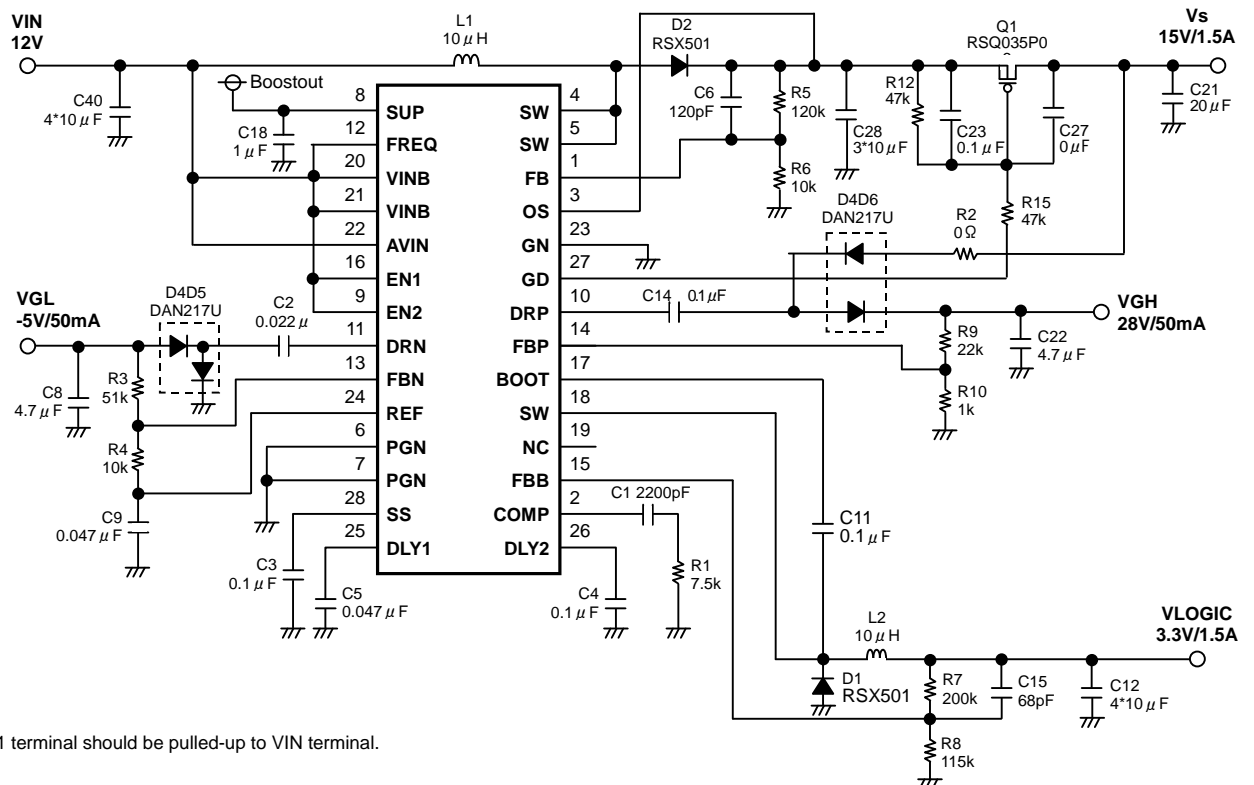 VIN
12V
L1
10μH
D2
RSX501
Q1
RSQ035P0
Vs
15V/1.5A
C40
4*10μF
Boostout
C18
1μF
C6
120pF
R5
120k
C28
3*10μF
R12
47k
C23
0.1μF
C27
0μF
C21
20μF
R6
10k
R15
47k
D4D6
DAN217U
R2
0Ω
8 SUP
12 FREQ
20 VINB
21 VINB
22 AVIN
16 EN1
9 EN2
11 DRN
13 FBN
24 REF
6 PGN
7 PGN
28 SS
25 DLY1
4 SW
5 SW
1 FB
3 OS
23 GN
27 GD
10 DRP
14 FBP
17 BOOT
18 SW
19 NC
15 FBB
2 COMP
26 DLY2
C14 0.1μF
VGH
28V/50mA
R9
22k
C22
4.7μF
R10
1k
VGL
-5V/50mA
D4D5
DAN217U
C2
0.022μ
C8
4.7μF
R3
51k
R4
10k
C9
0.047μF
C3
0.1μF
C5
0.047μF
C4
0.1μF
C1 2200pF
R1
7.5k
C11
0.1μF
L2
10μH
VLOGIC
3.3V/1.5A
D1
RSX501
R7
200k
C15
68pF
C12
4*10μF
R8
115k
terminal should be pulled-up to VIN terminal.